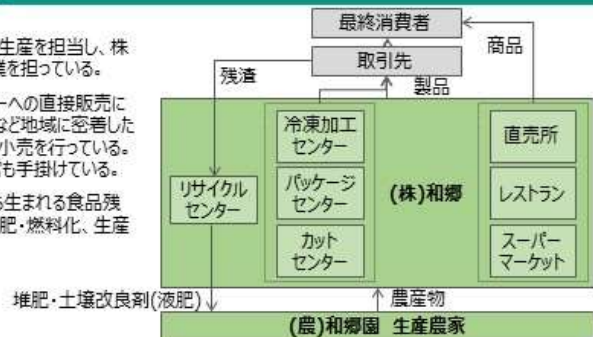 生産を担当し、株
業を担っている。
ーへの直接販売に
など地域に密着した
小売を行っている。
も手掛けている。
生まれる食品残
肥・燃料化、生産
最終消費者
取引先
残渣
製品
商品
冷凍加工
センター
パッケージ
センター
カット
センター
リサイクル
センター
(株)和郷
直売所
レストラン
スーパー
マーケット
堆肥・土壌改良剤(液肥)
農産物
(農)和郷園 生産農家